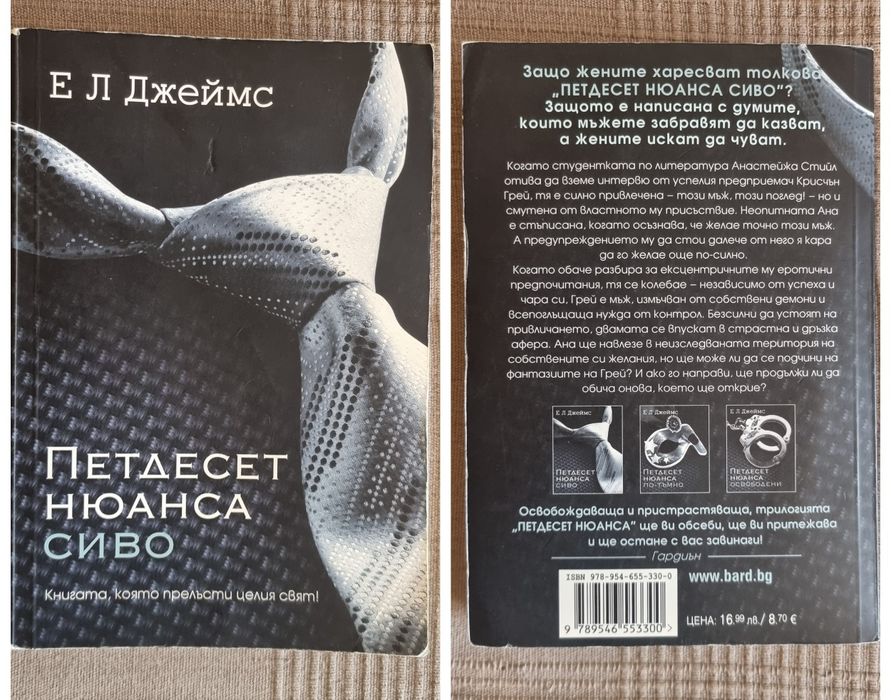 Е Л Джеймс
Петдесет
нюанса
сиво
Книгата, която прелъсти целия свят!
Защо жените харесват толкова
„ПЕТДЕСЕТ НЮАНСА СИВО"?
Защото е написана с думите,
които мъжете забравят да казват,
а жените искат да чуват.
Когато студентката по литература Анастейжа Стийл
отива да вземе интервю от успелия предприемач Крисчън
Грей, тя е силно привлечена – този мъж, този поглед! – но и
смутена от властното му присъствие. Неопитната Ана
е стъписана, когато осъзнава, че желае точно този мъж.
А предупреждението му да стои далече от него я кара
да го желае още по-силно.
Когато обаче разбира за ексцентричните му еротични
предпочитания, тя се колебае – независимо от успеха и
чара си, Грей е мъж, измъчван от собствени демони и
всепоглъщаща нужда от контрол. Безсилни да устоят на
привличането, двамата се впускат в страстна и дръзка
афера. Ана ще навлезе в неизследваната територия на
собствените си желания, но ще може ли да се подчини на
фантазиите на Грей? И ако го направи, ще продължи ли да
обича онова, което ще открие?
Е Л Джеймс
Петдесет
нюанса
сиво
Е Л Джеймс
Петдесет
нюанса
по-тъмно
Е Л Джеймс
Петдесет
нюанса
освободени
Освобождаваща и пристрастяваща, трилогията
„ПЕТДЕСЕТ НЮАНСА" ще ви обсеби, ще ви притежава
и ще остане с вас завинаги!
Гардиън
ISBN 978-954-655-330-0
9 789546 553300 >
www.bard.bg
ЦЕНА: 16.99 лв./ 8.70 €